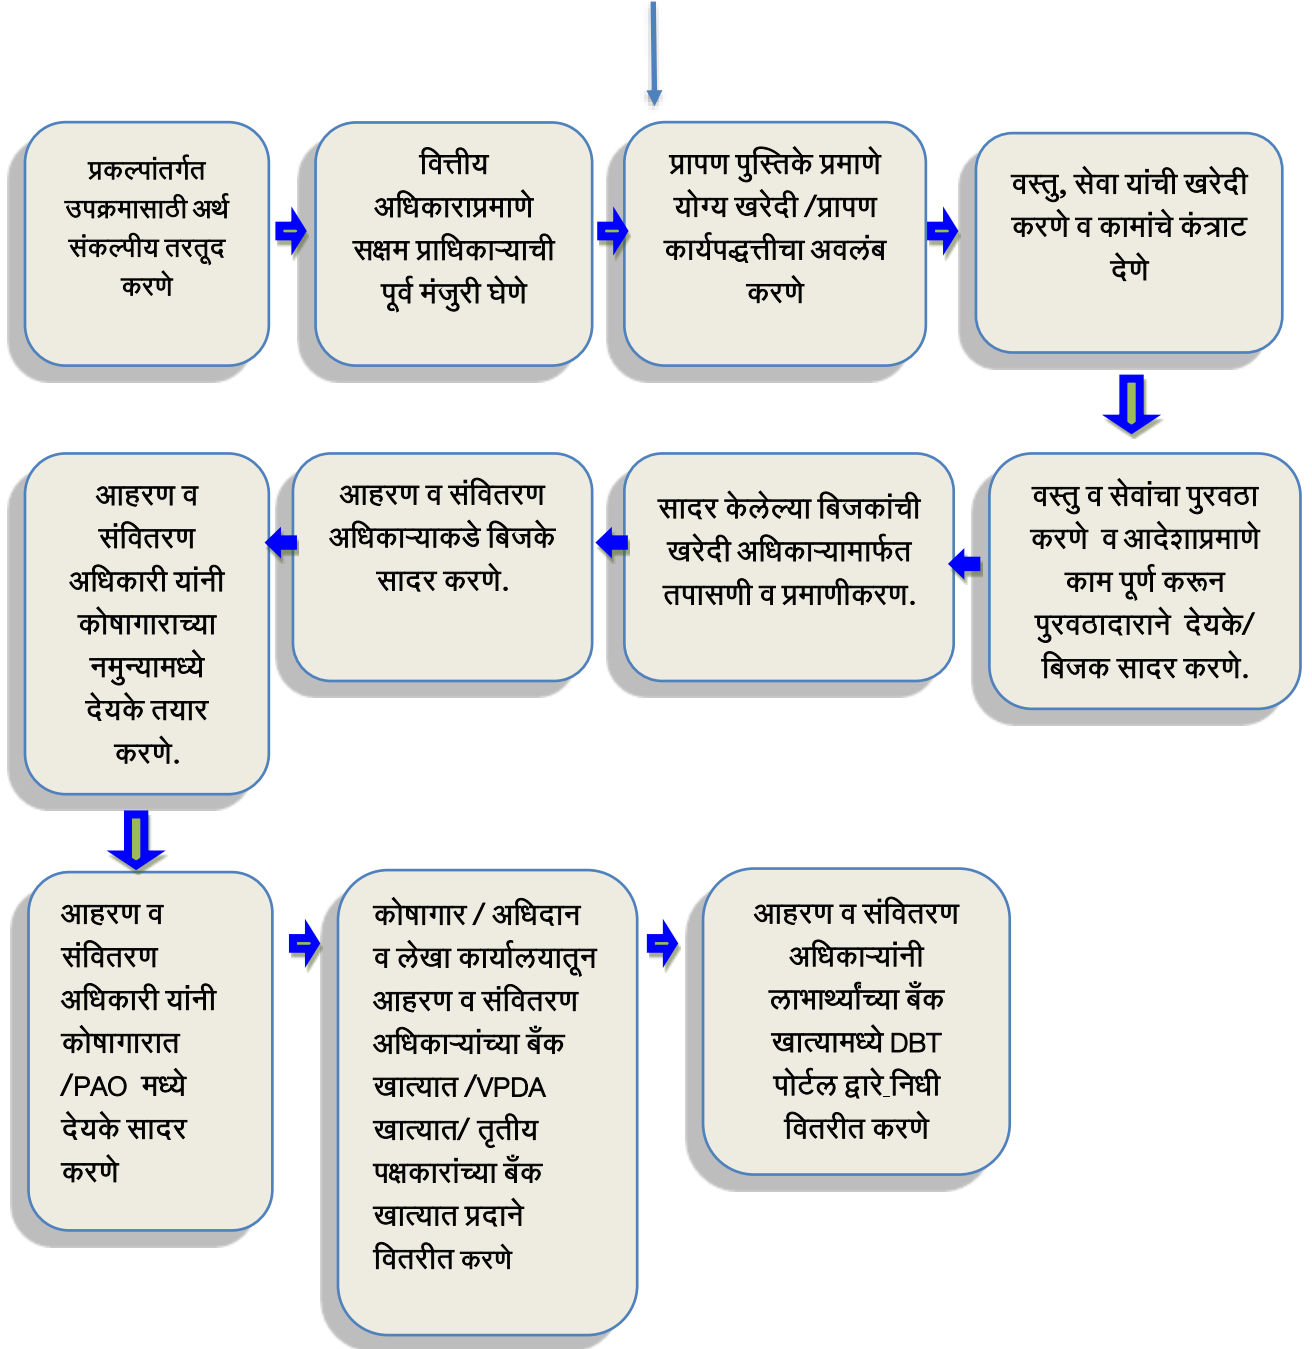 प्रकल्पांतर्गत
उपक्रमासाठी अर्थ
संकल्पीय तरतूद
करणे
वित्तीय
अधिकाराप्रमाणे
सक्षम प्राधिकाऱ्याची
पूर्व मंजुरी घेणे
प्रापण पुस्तिके प्रमाणे
योग्य खरेदी /प्रापण
कार्यपद्धत्तीचा अवलंब
करणे
वस्तु, सेवा यांची खरेदी
करणे व कामांचे कंत्राट
देणे
वस्तु व सेवांचा पुरवठा
करणे व आदेशाप्रमाणे
काम पूर्ण करून
पुरवठादाराने देयके/
बिजक सादर करणे.
सादर केलेल्या बिजकांची
खरेदी अधिकाऱ्यामार्फत
तपासणी व प्रमाणीकरण.
आहरण व संवितरण
अधिकाऱ्याकडे बिजके
सादर करणे.
आहरण व
संवितरण
अधिकारी यांनी
कोषागाराच्या
नमुन्यामध्ये
देयके तयार
करणे.
आहरण व
संवितरण
अधिकारी यांनी
कोषागारात
/PAO मध्ये
देयके सादर
करणे
कोषागार / अधिदान
व लेखा कार्यालयातून
आहरण व संवितरण
अधिकाऱ्यांच्या बँक
खात्यात /VPDA
खात्यात/ तृतीय
पक्षकारांच्या बँक
खात्यात प्रदाने
वितरीत करणे
आहरण व संवितरण
अधिकाऱ्यांनी
लाभार्थ्यांच्या बँक
खात्यामध्ये DBT
पोर्टल द्वारे निधी
वितरीत करणे